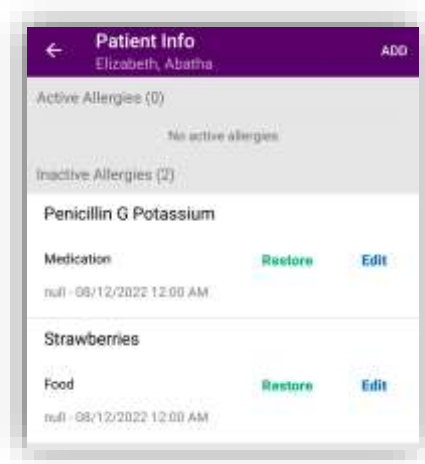 Patient Info
ADD
Elizabeth, Abatha
Active Allergies (0)
No active allergies
Inactive Allergies (2)
Penicillin G Potassium
Medication Restore Edit
null - 08/12/2022 12:00 AM
Strawberries
Food Restore Edit
null - 08/12/2022 12:00 AM